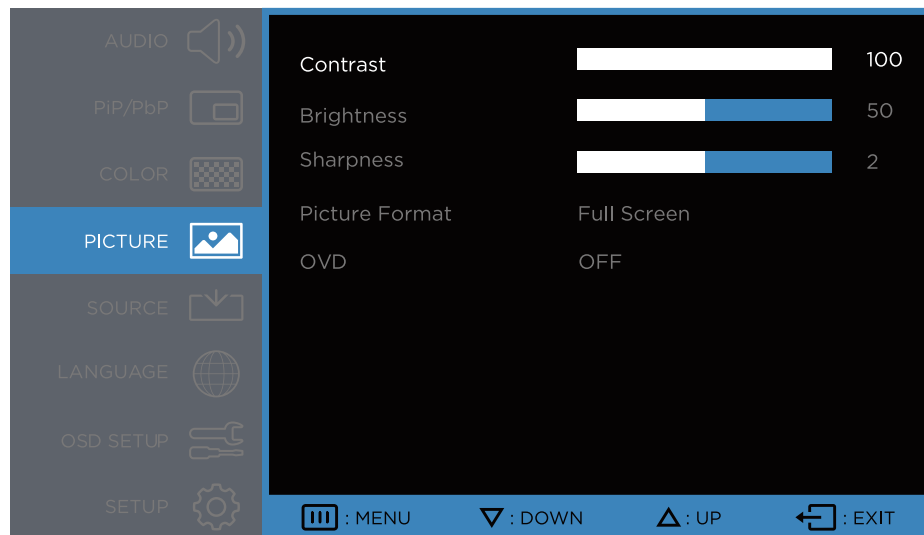 AUDIO
PiP/PbP
COLOR
PICTURE
SOURCE
LANGUAGE
OSD SETUP
SETUP
Contrast 100
Brightness 50
Sharpness 2
Picture Format Full Screen
OVD OFF
: MENU : DOWN : UP : EXIT